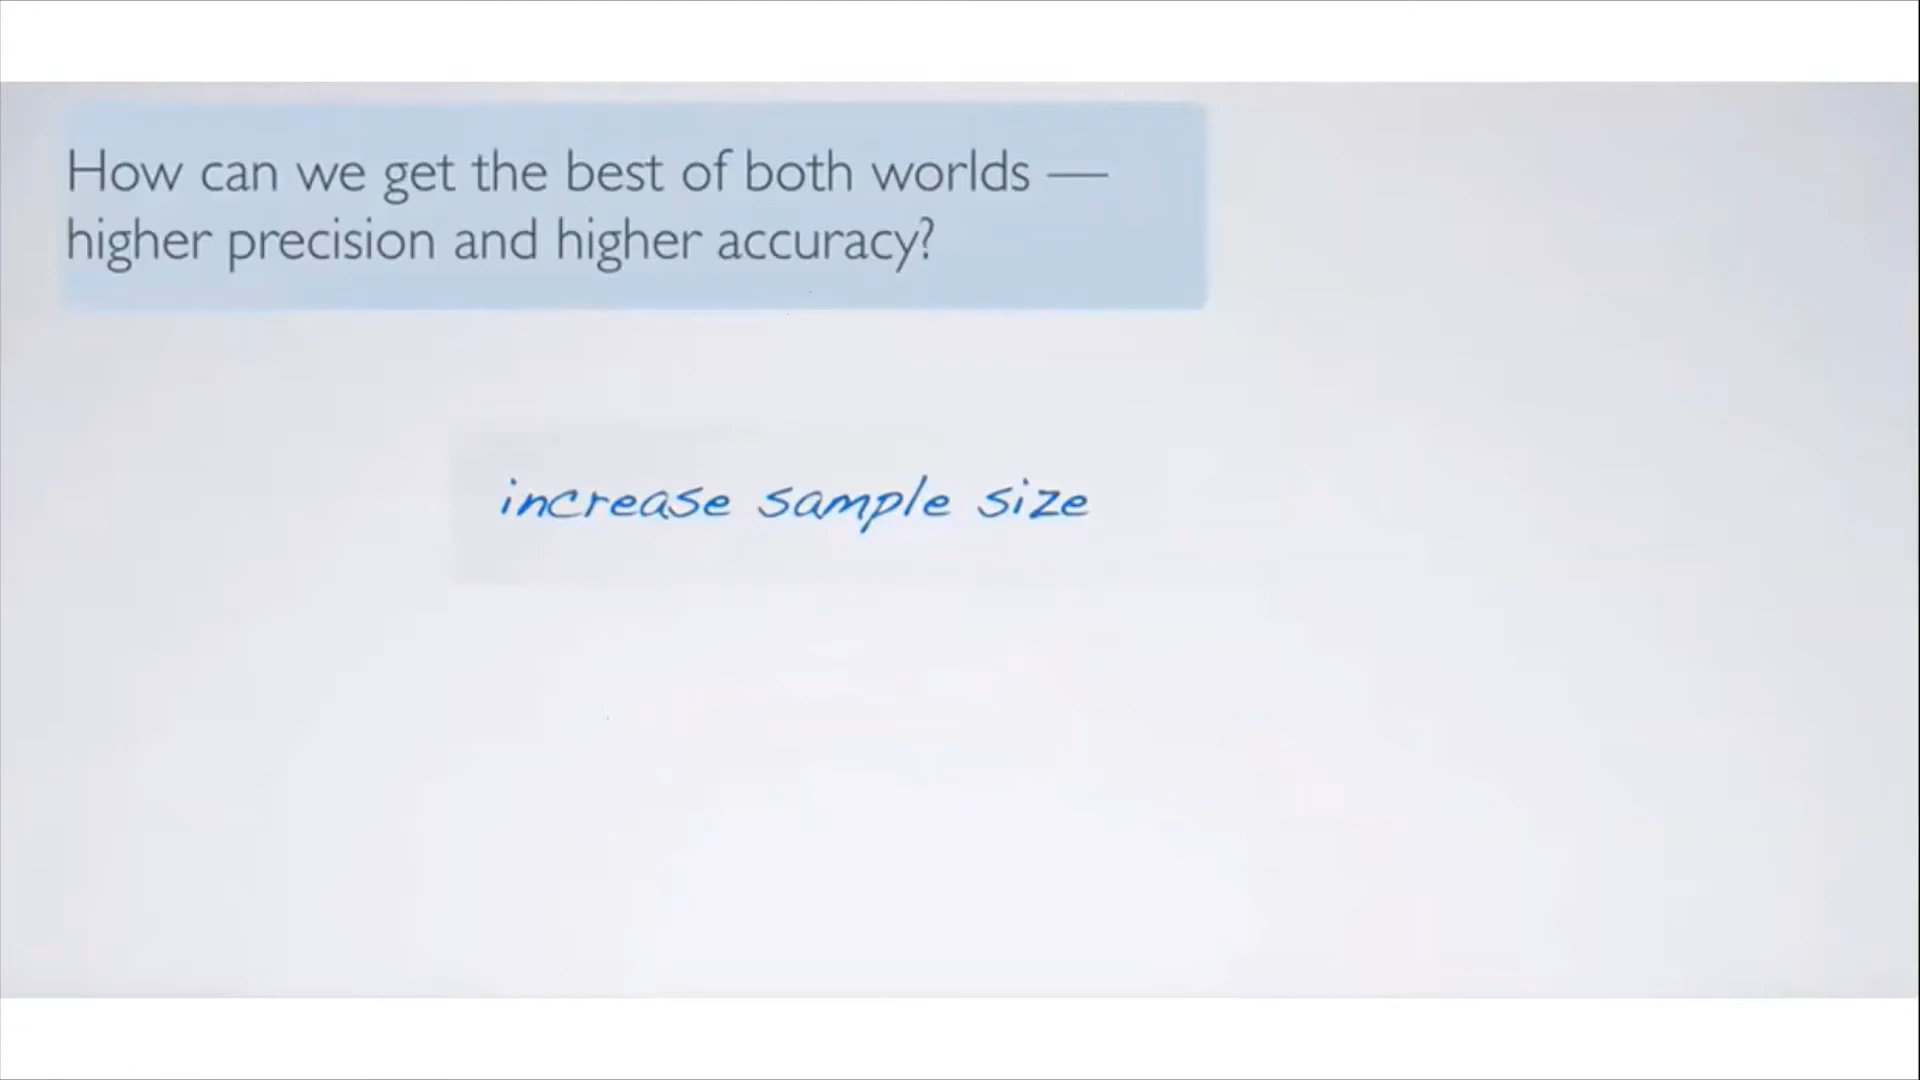 How can we get the best of both worlds —
higher precision and higher accuracy?
increase sample size